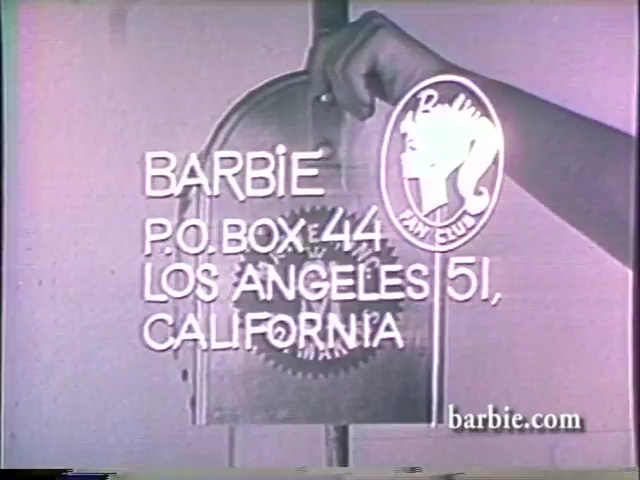 Barbie
FAN CLUB
BARBiE
P.O. BOX 44
LOS ANGELES 51,
CALIFORNIA
M
barbie.com